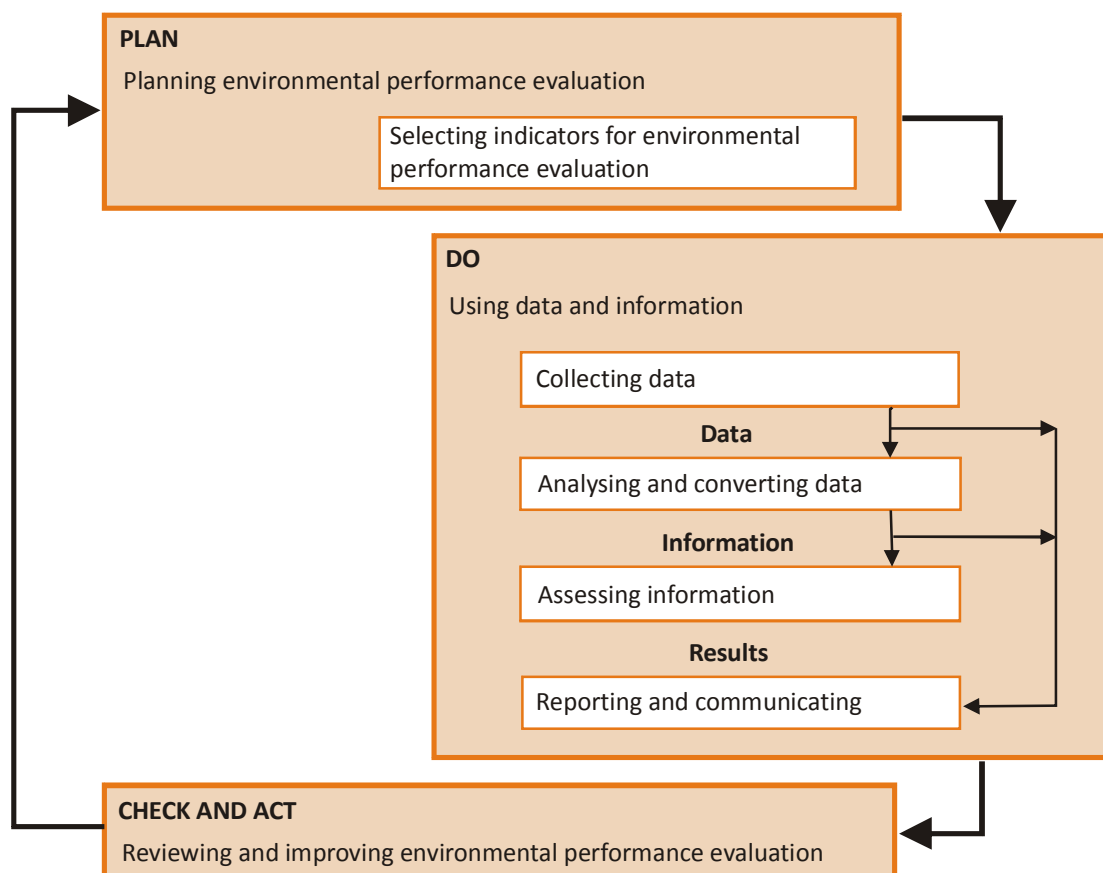 PLAN
Planning environmental performance evaluation
Selecting indicators for environmental
performance evaluation
DO
Using data and information
Collecting data
Data
Analysing and converting data
Information
Assessing information
Results
Reporting and communicating
CHECK AND ACT
Reviewing and improving environmental performance evaluation